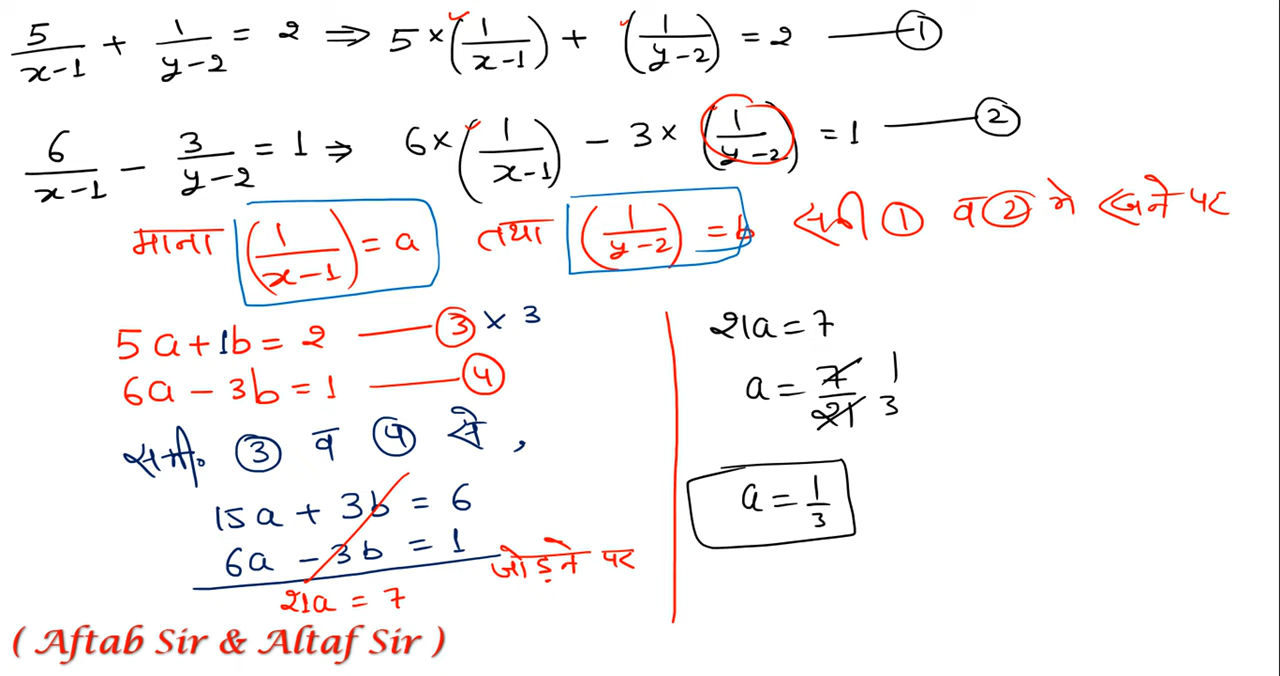 5/(x-1) + 1/(y-2) = 2 ⇒ 5 × (1/(x-1)) + (1/(y-2)) = 2 —— ①
6/(x-1) - 3/(y-2) = 1 ⇒ 6 × (1/(x-1)) - 3 × (1/(y-2)) = 1 —— ②
माना (1/(x-1)) = a तथा (1/(y-2)) = b समी ① व ② मे रखने पर
5a + 1b = 2 —— ③ × 3
6a - 3b = 1 —— ④
समी॰ ③ व ④ से ,
15a + 3b = 6
6a - 3b = 1 जोड़ने पर
21a = 7
21a = 7
a = 7/21 1/3
a = 1/3
( Aftab Sir & Altaf Sir )